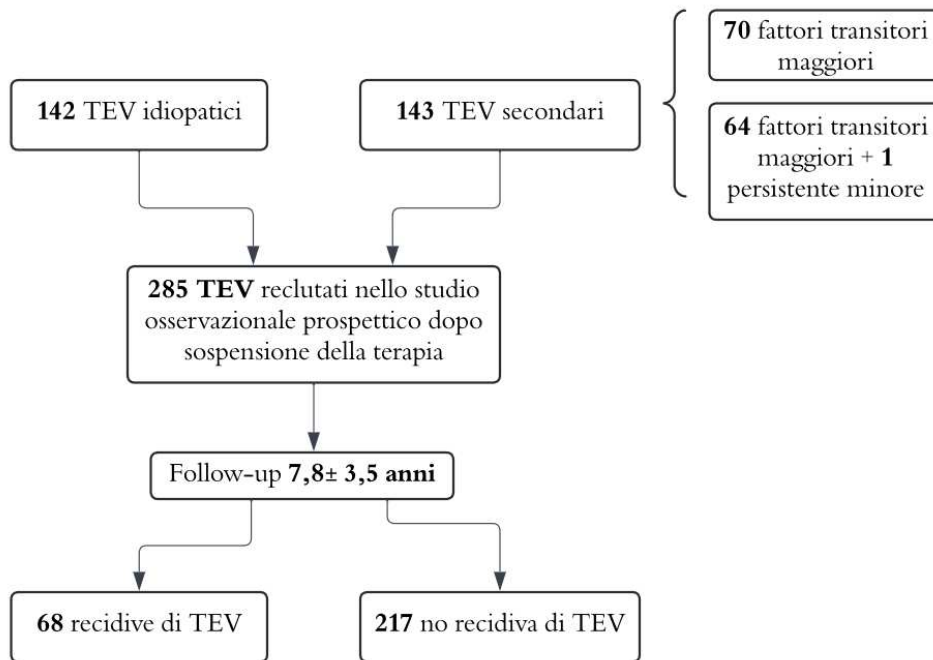 142 TEV idiopatici
143 TEV secondari
70 fattori transitori
maggiori
64 fattori transitori
maggiori + 1
persistente minore
285 TEV reclutati nello studio
osservazionale prospettico dopo
sospensione della terapia
Follow-up 7,8± 3,5 anni
68 recidive di TEV
217 no recidiva di TEV